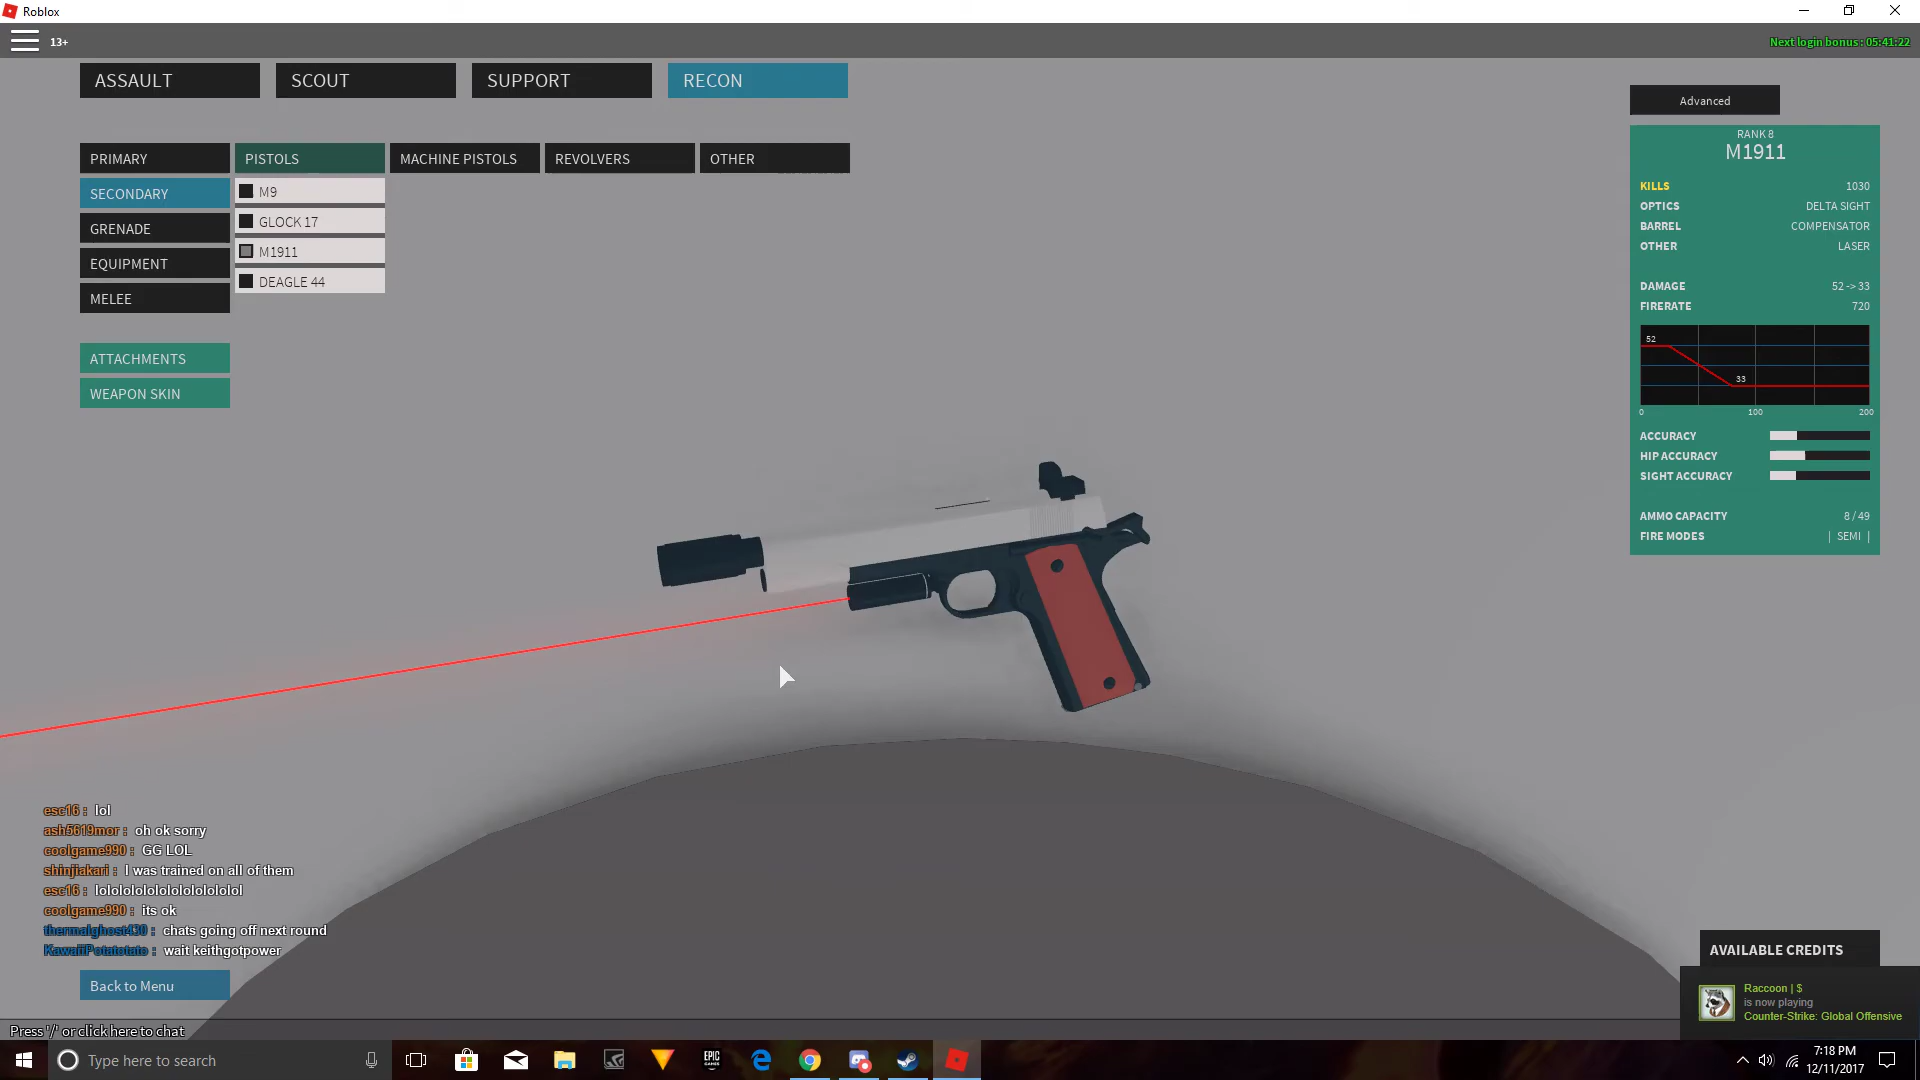 Roblox
13+
Next login bonus : 05:41:22
ASSAULT
SCOUT
SUPPORT
RECON
Advanced
PRIMARY
PISTOLS
MACHINE PISTOLS
REVOLVERS
OTHER
SECONDARY
M9
GRENADE
GLOCK 17
EQUIPMENT
M1911
MELEE
DEAGLE 44
ATTACHMENTS
WEAPON SKIN
RANK 8
M1911
KILLS 1030
OPTICS DELTA SIGHT
BARREL COMPENSATOR
OTHER LASER
DAMAGE 52 -> 33
FIRERATE 720
52
33
0 100 200
ACCURACY
HIP ACCURACY
SIGHT ACCURACY
AMMO CAPACITY 8 / 49
FIRE MODES | SEMI |
esc16 : lol
ash5619mor : oh ok sorry
coolgame990 : GG LOL
shinjiakari : I was trained on all of them
esc16 : lolololololololololololol
coolgame990 : its ok
thermalghost430 : chats going off next round
KawaiiPotatotato : wait keithgotpower
Back to Menu
Press '/' or click here to chat
AVAILABLE CREDITS
Raccoon | $
is now playing
Counter-Strike: Global Offensive
Type here to search
EPIC GAMES
7:18 PM
12/11/2017